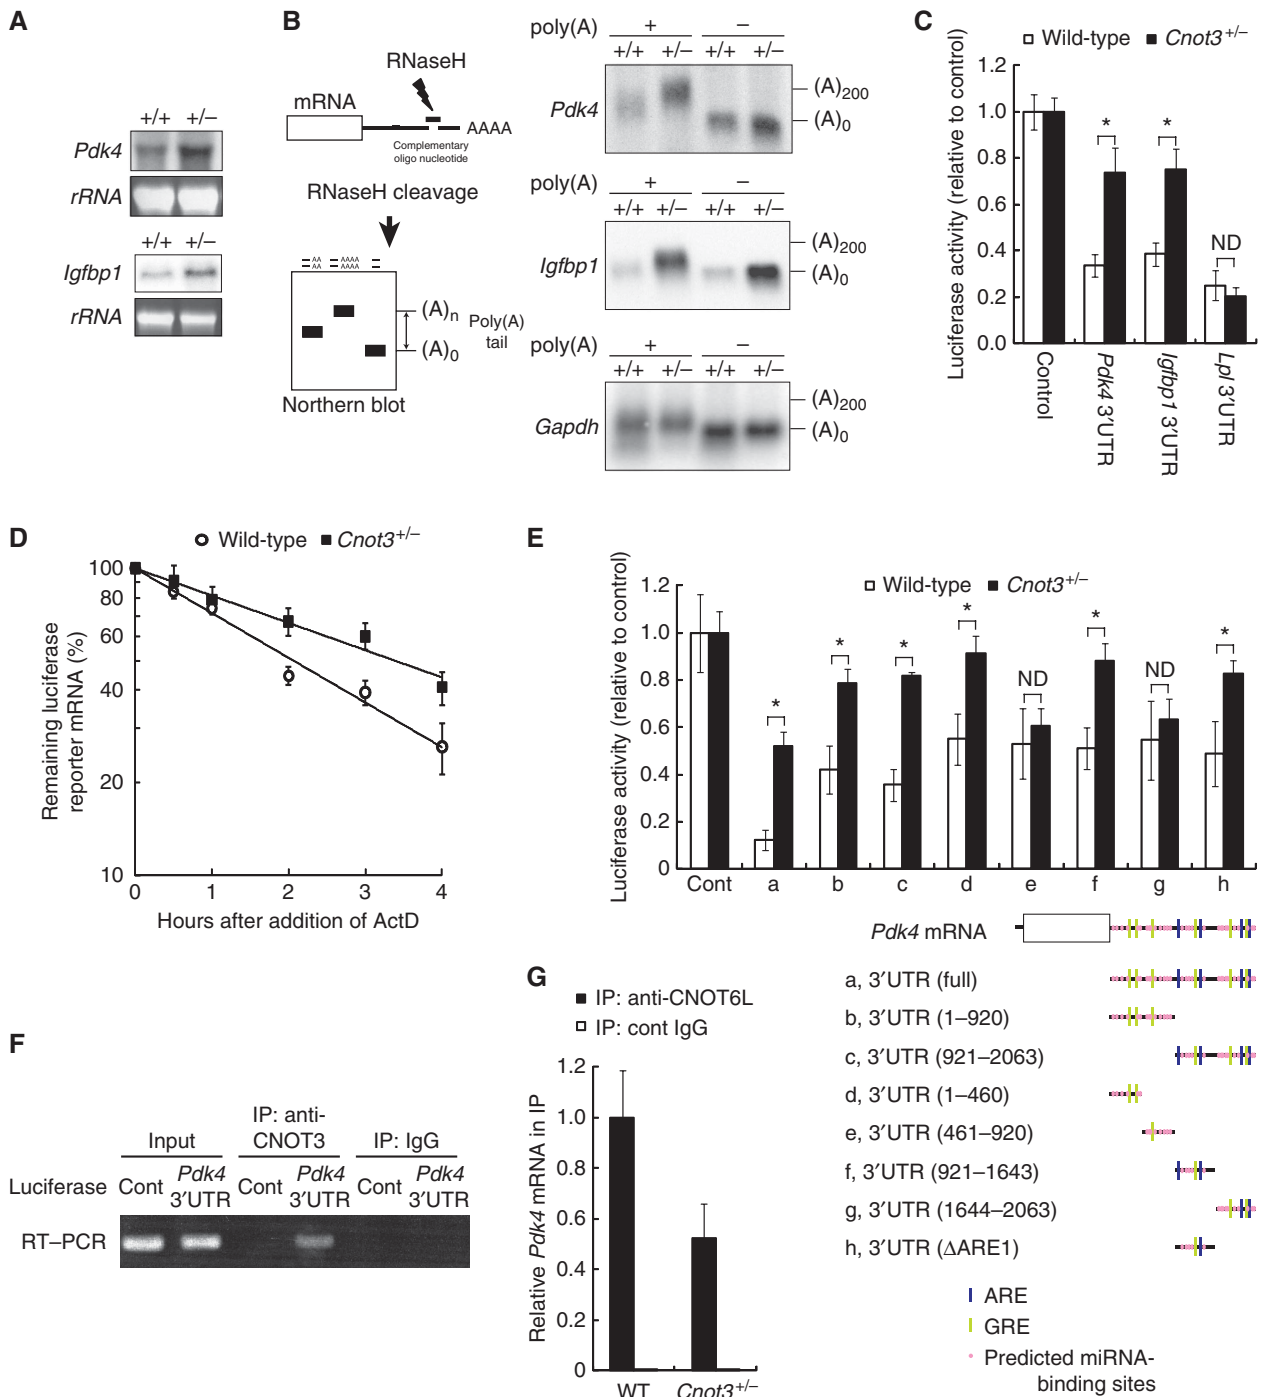 A
+/+ +/–
Pdk4
rRNA
+/+ +/–
Igfbp1
rRNA
B
RNaseH
mRNA
AAAA
Complementary
oligo nucleotide
RNaseH cleavage
AA AAAA
AA AAAA
(A)n
(A)0
Poly(A)
tail
Northern blot
poly(A) + –
+/+ +/– +/+ +/–
Pdk4
(A)200
(A)0
poly(A) + –
+/+ +/– +/+ +/–
Igfbp1
(A)200
(A)0
poly(A) + –
+/+ +/– +/+ +/–
Gapdh
(A)200
(A)0
C
Wild-type Cnot3+/–
Luciferase activity (relative to control)
1.2
1.0
0.8
0.6
0.4
0.2
0.0
* * ND
Control
Pdk4 3′UTR
Igfbp1 3′UTR
Lpl 3′UTR
D
Wild-type Cnot3+/–
Remaining luciferase
reporter mRNA (%)
100
80
60
40
20
10
0 1 2 3 4
Hours after addition of ActD
E
Wild-type Cnot3+/–
Luciferase activity (relative to control)
1.2
1.0
0.8
0.6
0.4
0.2
0
* * * * ND * ND *
Cont a b c d e f g h
Pdk4 mRNA
a, 3′UTR (full)
b, 3′UTR (1–920)
c, 3′UTR (921–2063)
d, 3′UTR (1–460)
e, 3′UTR (461–920)
f, 3′UTR (921–1643)
g, 3′UTR (1644–2063)
h, 3′UTR (ΔARE1)
ARE
GRE
Predicted miRNA-
binding sites
F
Input
IP: anti-
CNOT3
IP: IgG
Luciferase Cont Pdk4 3′UTR Cont Pdk4 3′UTR Cont Pdk4 3′UTR
RT–PCR
G
IP: anti-CNOT6L
IP: cont IgG
Relative Pdk4 mRNA in IP
1.2
1.0
0.8
0.6
0.4
0.2
0
WT Cnot3+/–